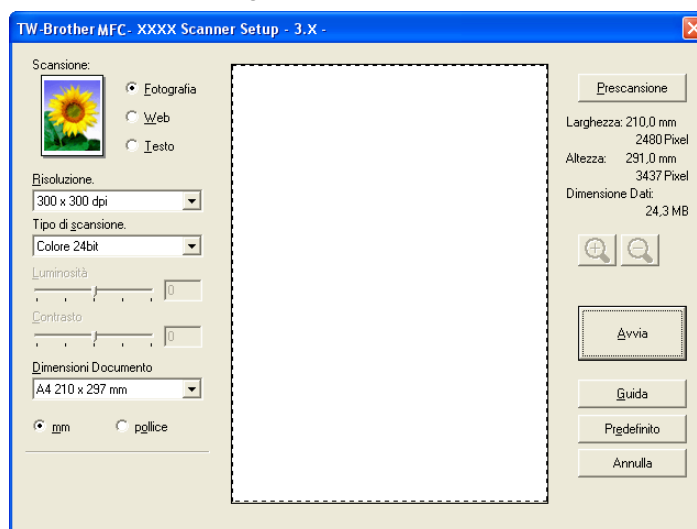 TW-Brother MFC- XXXX Scanner Setup - 3.X -
Scansione:
Fotografia
Web
Testo
Risoluzione.
300 x 300 dpi
Tipo di scansione.
Colore 24bit
Luminosità
0
Contrasto
0
Dimensioni Documento
A4 210 x 297 mm
mm
pollice
Prescansione
Larghezza: 210,0 mm
2480 Pixel
Altezza: 291,0 mm
3437 Pixel
Dimensione Dati:
24,3 MB
Avvia
Guida
Predefinito
Annulla